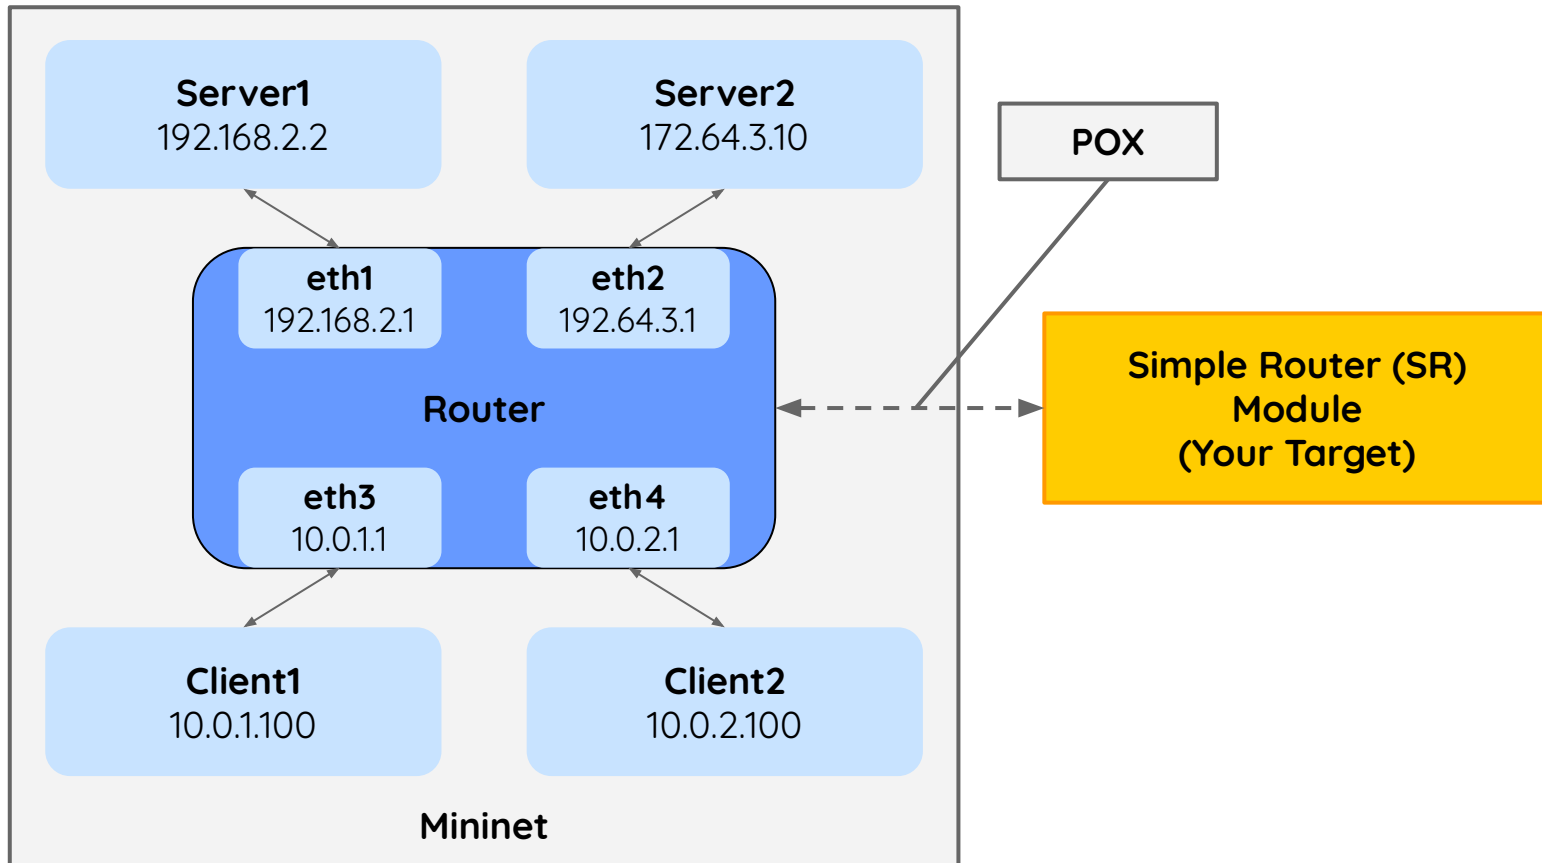 Server1
192.168.2.2
Server2
172.64.3.10
POX
eth1
192.168.2.1
eth2
192.64.3.1
Simple Router (SR)
Module
(Your Target)
Router
eth3
10.0.1.1
eth4
10.0.2.1
Client1
10.0.1.100
Client2
10.0.2.100
Mininet